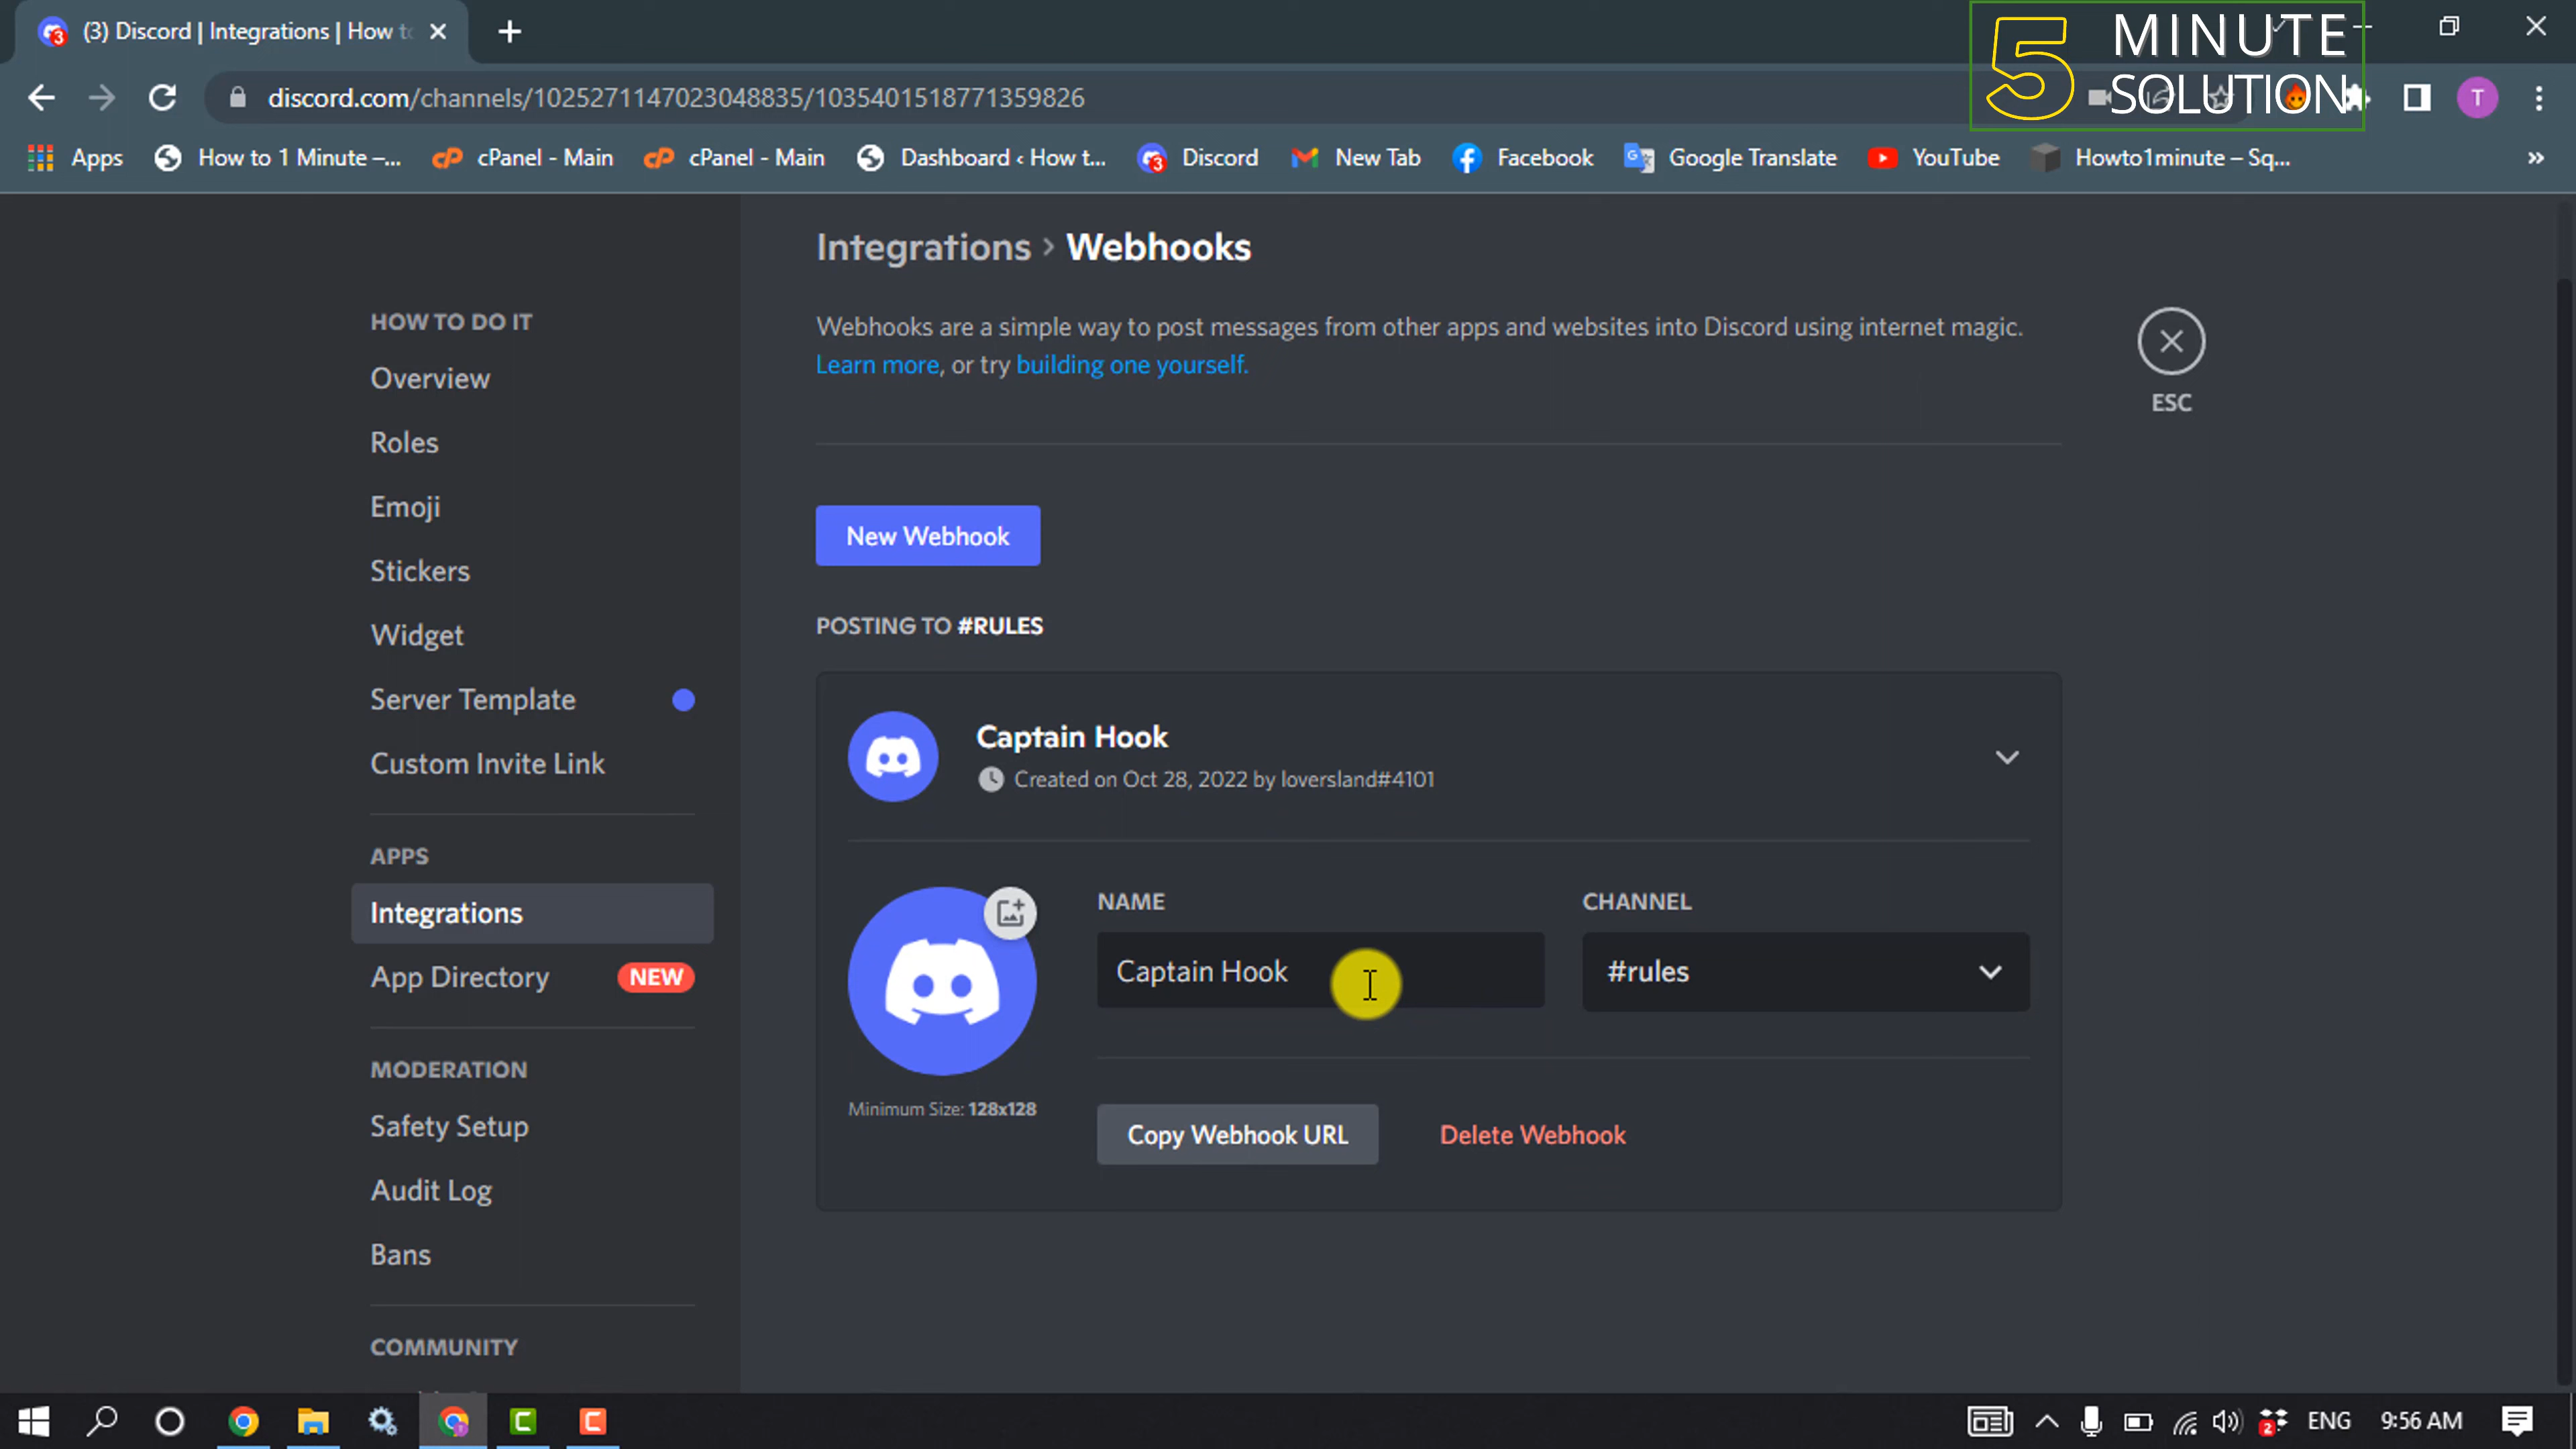 (3) Discord | Integrations | How to
5 MINUTE
SOLUTION
discord.com/channels/1025271147023048835/1035401518771359826
T
Apps
How to 1 Minute –...
cPanel - Main
cPanel - Main
Dashboard ‹ How t...
Discord
New Tab
Facebook
Google Translate
YouTube
Howto1minute – Sq...
»
Integrations › Webhooks
Webhooks are a simple way to post messages from other apps and websites into Discord using internet magic.
Learn more, or try building one yourself.
ESC
HOW TO DO IT
Overview
Roles
Emoji
Stickers
Widget
Server Template
Custom Invite Link
APPS
Integrations
App Directory NEW
MODERATION
Safety Setup
Audit Log
Bans
COMMUNITY
New Webhook
POSTING TO #RULES
Captain Hook
Created on Oct 28, 2022 by loversland#4101
NAME
Captain Hook
CHANNEL
#rules
Minimum Size: 128x128
Copy Webhook URL
Delete Webhook
2
ENG
9:56 AM